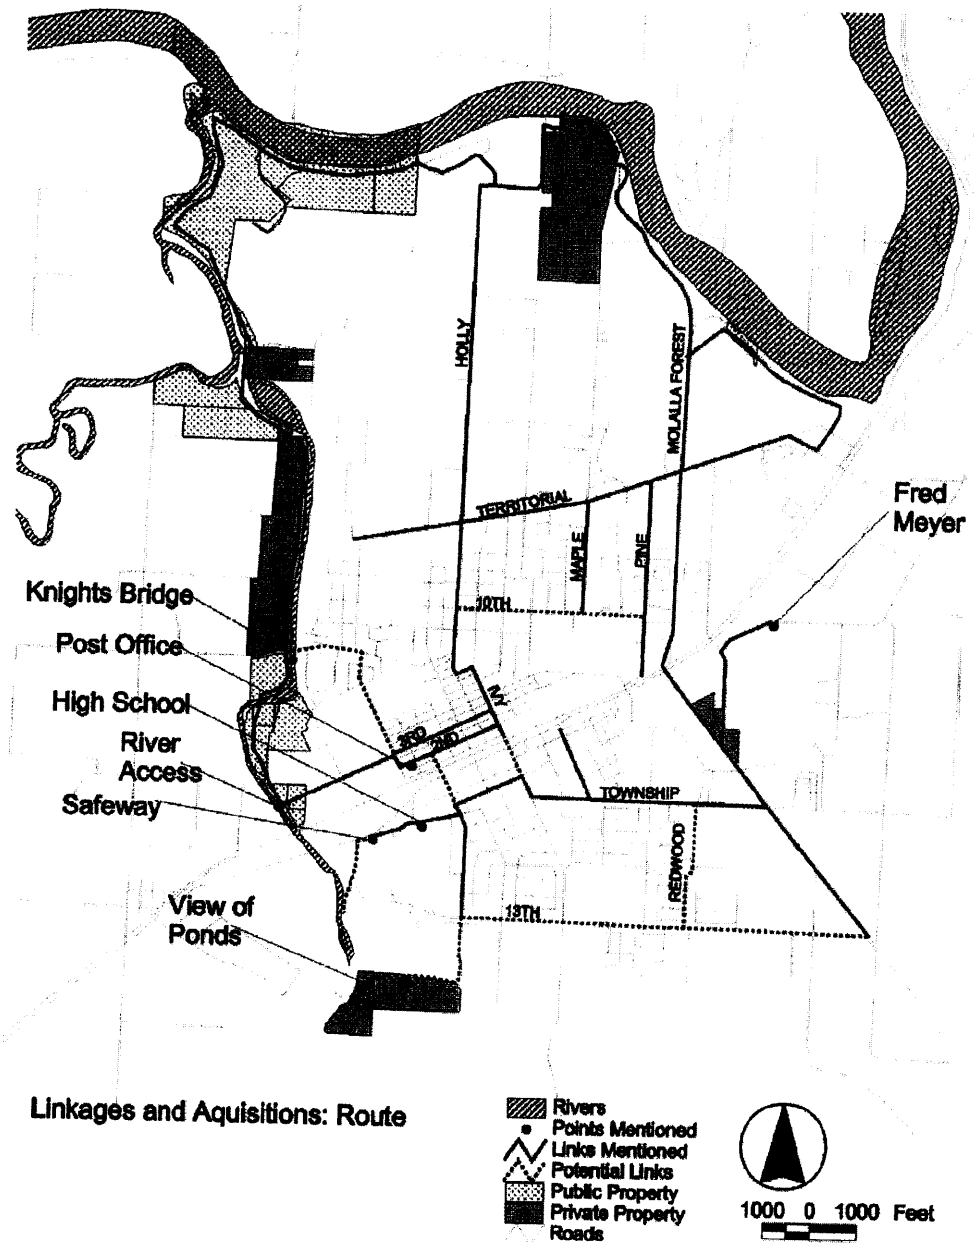 HOLLY
MOLALLA FOREST
TERRITORIAL
MAPLE
PINE
Fred
Meyer
10TH
Knights Bridge
Post Office
High School
River
Access
Safeway
IVY
3RD
2ND
TOWNSHIP
REDWOOD
View of
Ponds
13TH
Linkages and Aquisitions: Route
Rivers
Points Mentioned
Links Mentioned
Potential Links
Public Property
Private Property
Roads
1000 0 1000 Feet